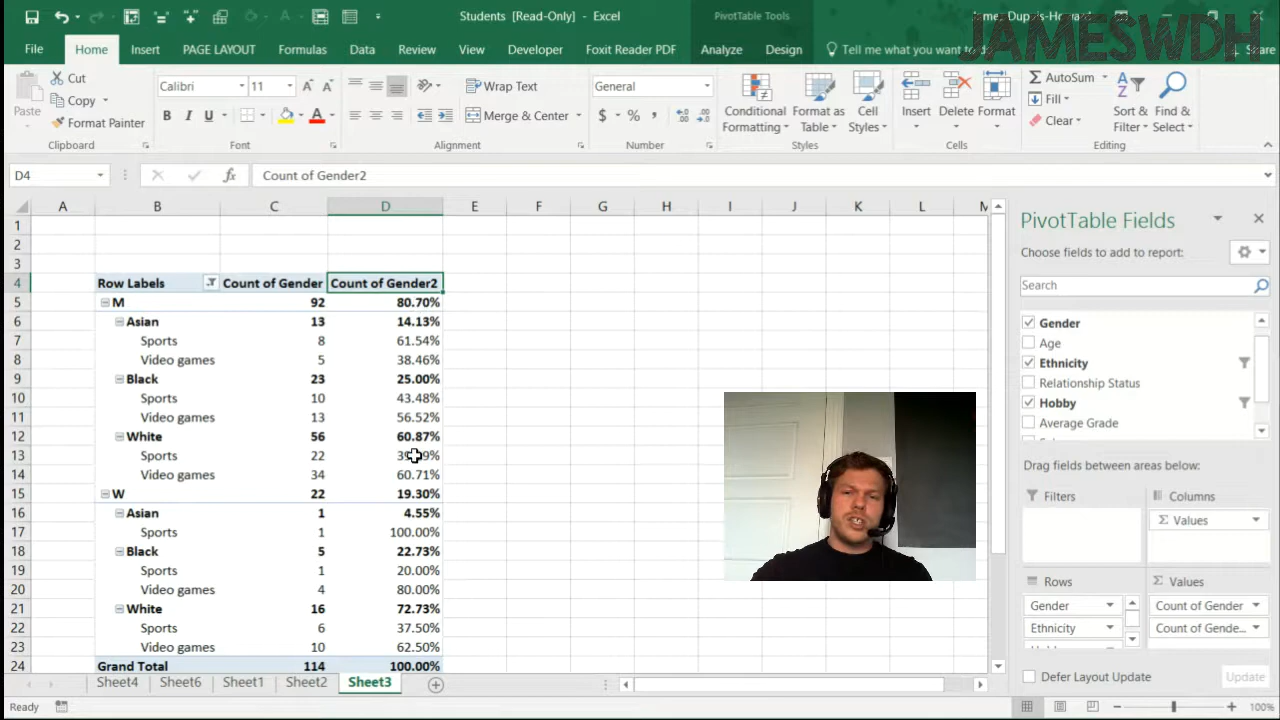 Students [Read-Only] - Excel
PivotTable Tools
JAMESWDH
File Home Insert PAGE LAYOUT Formulas Data Review View Developer Foxit Reader PDF Analyze Design Tell me what you want to Share
Cut
Copy
Format Painter
Paste
Clipboard
Calibri 11
B I U
Font
Wrap Text
Merge & Center
Alignment
General
$ % ,
Number
Conditional Formatting
Format as Table
Cell Styles
Styles
Insert Delete Format
Cells
AutoSum
Fill
Clear
Sort & Filter
Find & Select
Editing
D4 fx Count of Gender2
A B C D E F G H I J K L M
1
2
3
4 Row Labels Count of Gender Count of Gender2
5 M 92 80.70%
6 Asian 13 14.13%
7 Sports 8 61.54%
8 Video games 5 38.46%
9 Black 23 25.00%
10 Sports 10 43.48%
11 Video games 13 56.52%
12 White 56 60.87%
13 Sports 22
14 Video games 34 60.71%
15 W 22 19.30%
16 Asian 1 4.55%
17 Sports 1 100.00%
18 Black 5 22.73%
19 Sports 1 20.00%
20 Video games 4 80.00%
21 White 16 72.73%
22 Sports 6 37.50%
23 Video games 10 62.50%
24 Grand Total 114 100.00%
Sheet4 Sheet6 Sheet1 Sheet2 Sheet3
Ready
100%
PivotTable Fields
Choose fields to add to report:
Search
Gender
Age
Ethnicity
Relationship Status
Hobby
Average Grade
Drag fields between areas below:
Filters
Columns
Σ Values
Rows
Gender
Ethnicity
Σ Values
Count of Gender
Count of Gende...
Defer Layout Update
Update